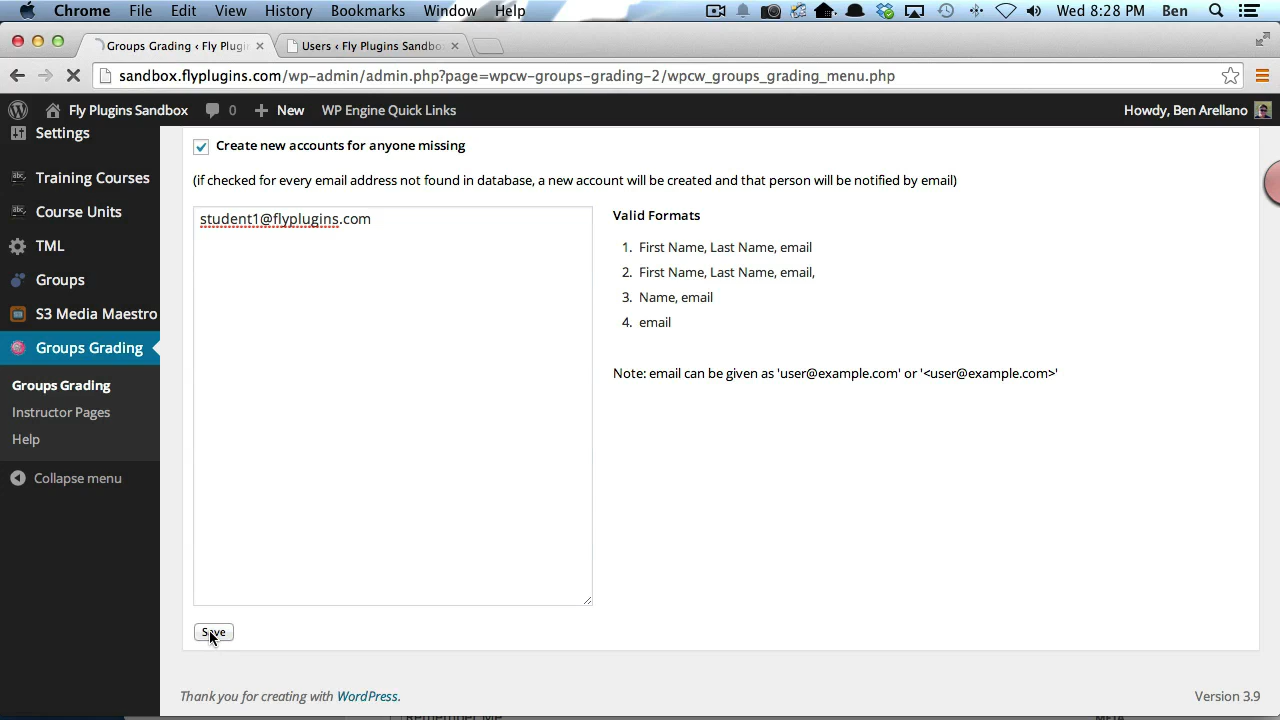 Chrome File Edit View History Bookmarks Window Help Wed 8:28 PM Ben
Groups Grading ‹ Fly Plugin Users ‹ Fly Plugins Sandbo
sandbox.flyplugins.com/wp-admin/admin.php?page=wpcw-groups-grading-2/wpcw_groups_grading_menu.php
Fly Plugins Sandbox 0 New WP Engine Quick Links Howdy, Ben Arellano
Settings
Training Courses
Course Units
TML
Groups
S3 Media Maestro
Groups Grading
Groups Grading
Instructor Pages
Help
Collapse menu
Create new accounts for anyone missing
(if checked for every email address not found in database, a new account will be created and that person will be notified by email)
student1@flyplugins.com
Valid Formats
1. First Name, Last Name, email
2. First Name, Last Name, email,
3. Name, email
4. email
Note: email can be given as 'user@example.com' or '<user@example.com>'
Save
Thank you for creating with WordPress.
Version 3.9